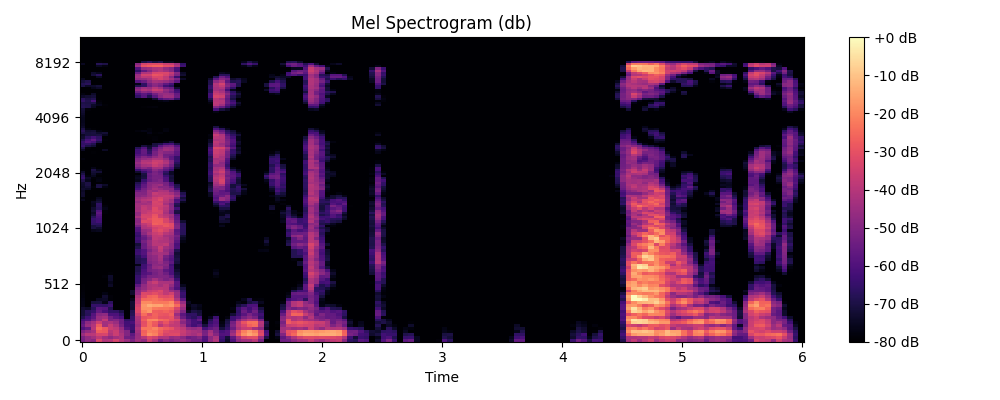 Mel Spectrogram (db)
Hz
8192
4096
2048
1024
512
0
0 1 2 3 4 5 6
Time
+0 dB
-10 dB
-20 dB
-30 dB
-40 dB
-50 dB
-60 dB
-70 dB
-80 dB